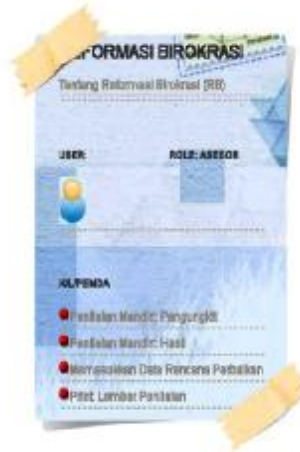 FORMASI BIROKRASI
Tentang Reformasi Birokrasi (RB)
USER: ROLE: ASESOR
K/L/PEMDA
Penilaian Mandiri: Pengungkit
Penilaian Mandiri: Hasil
Memasukkan Data Rencana Perbaikan
Print Lembar Penilaian